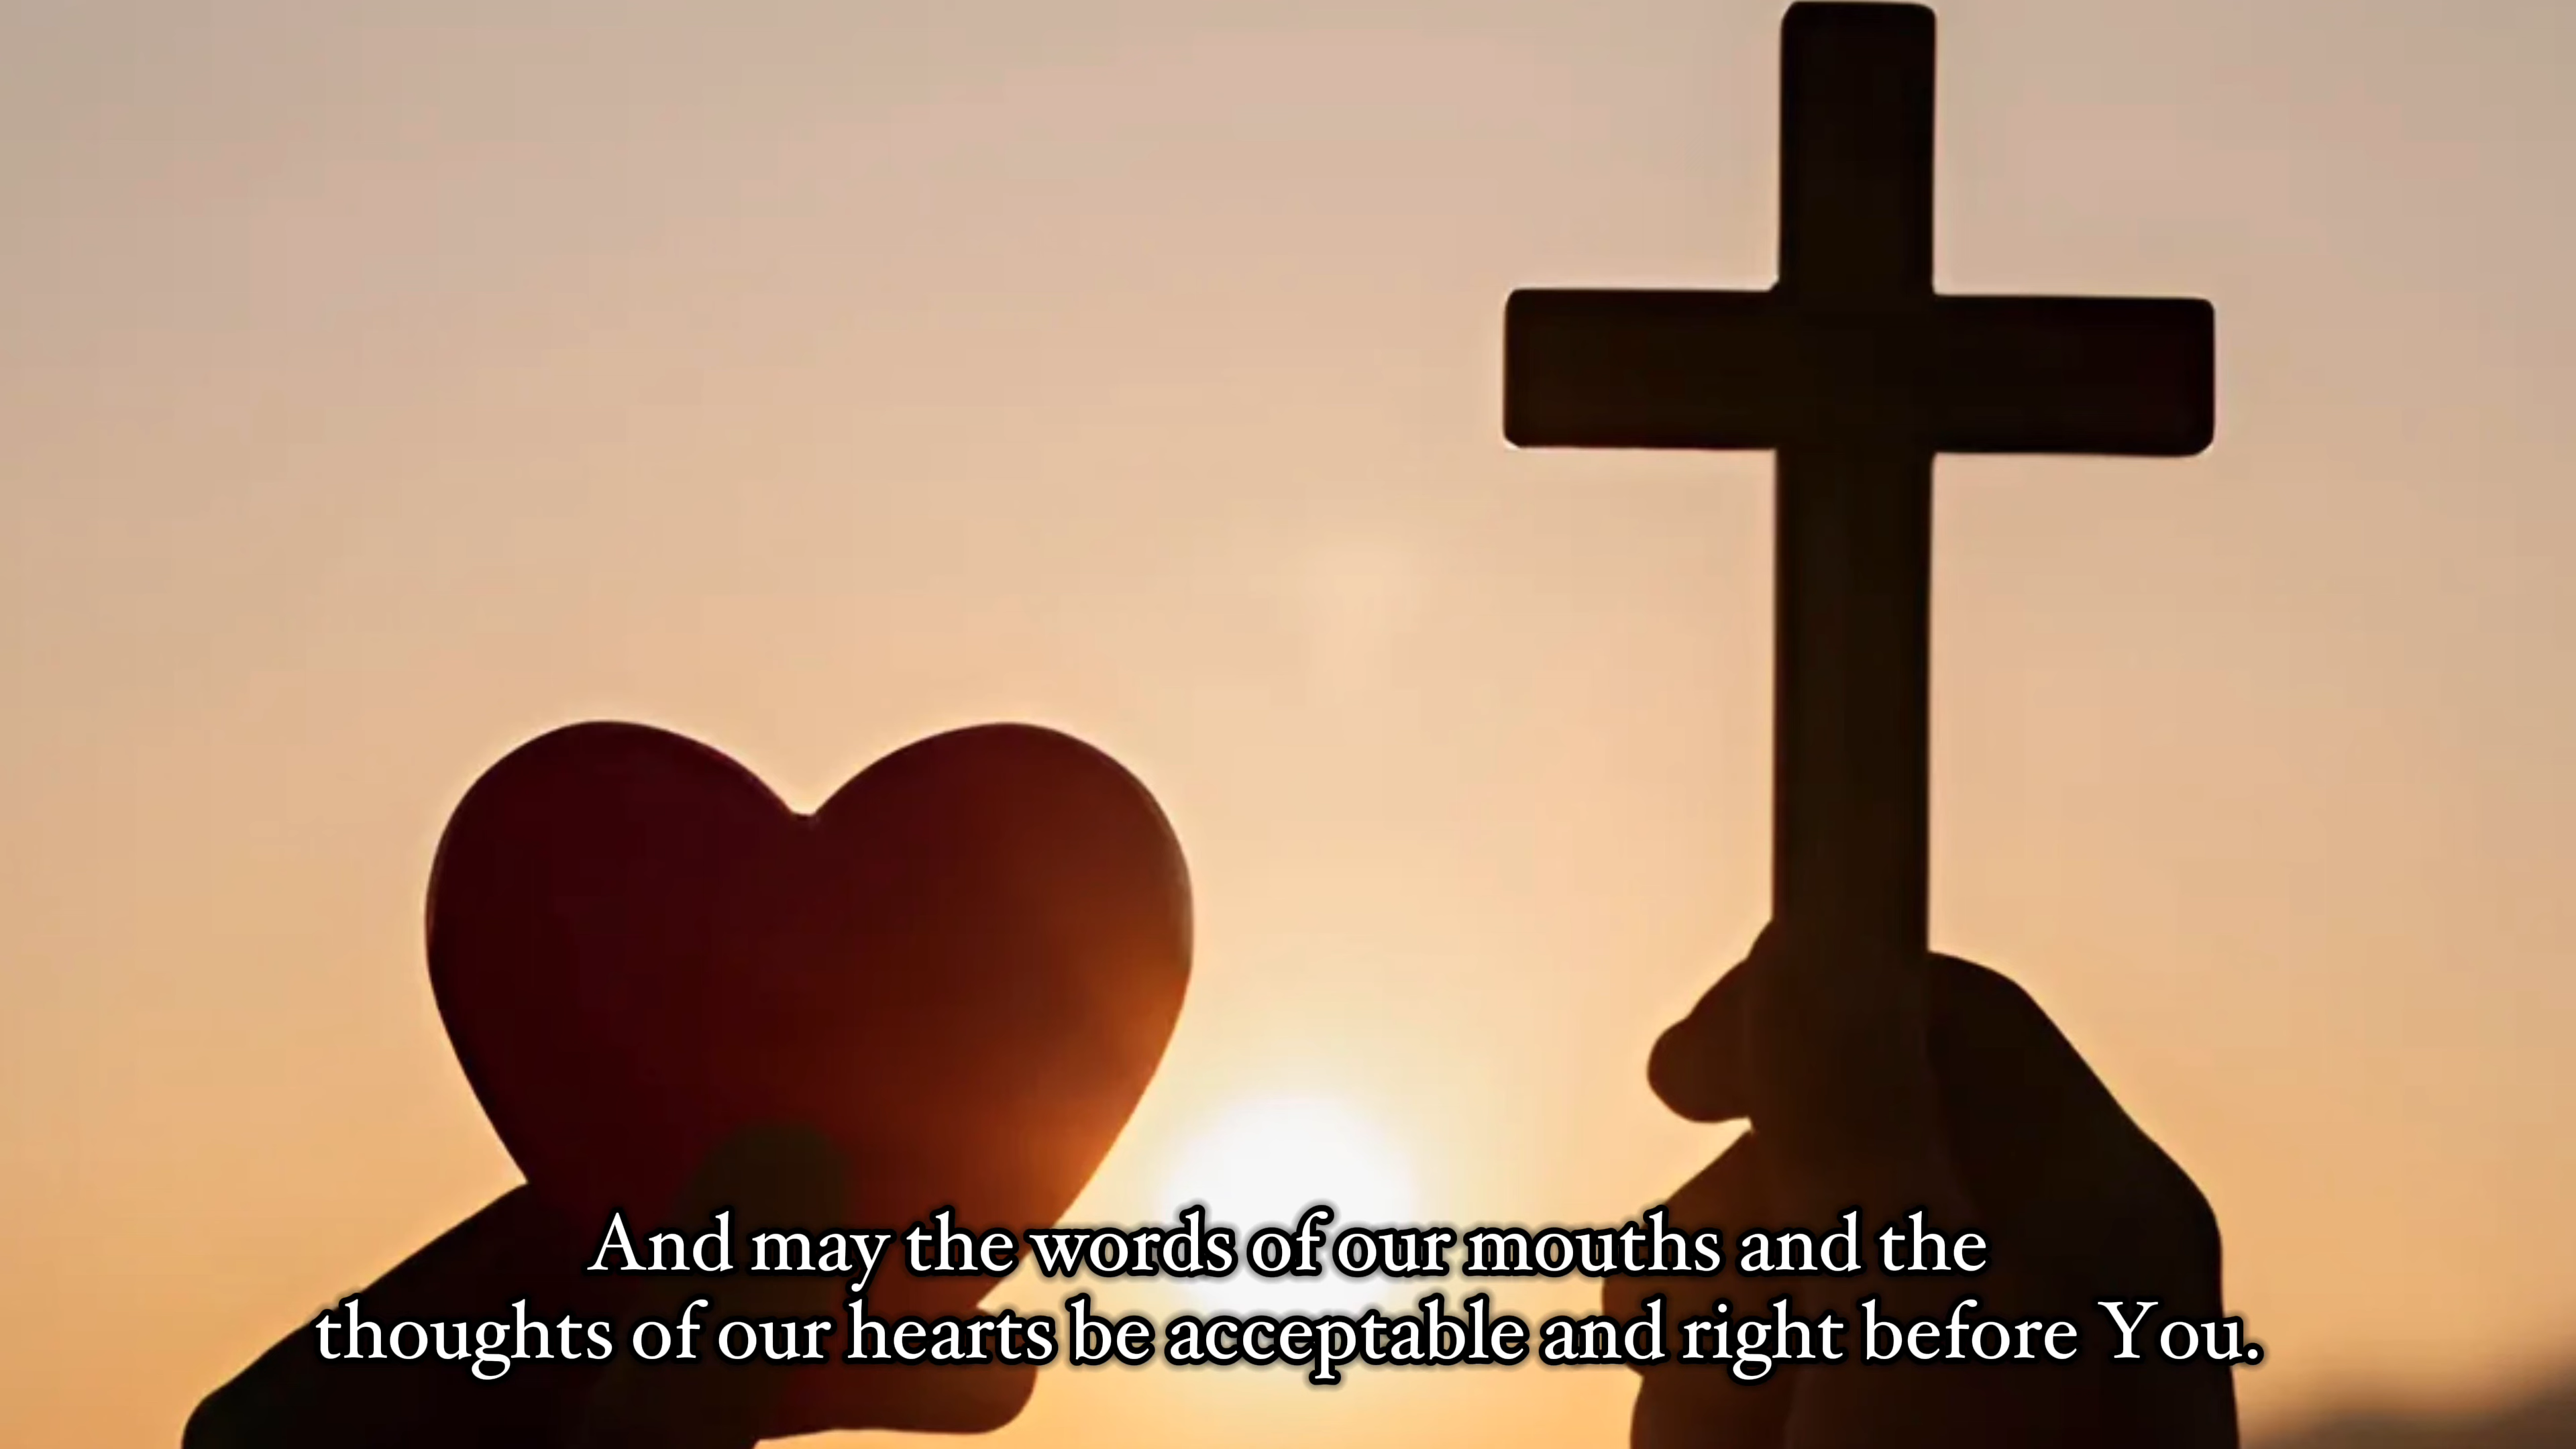 And may the words of our mouths and the
thoughts of our hearts be acceptable and right before You.